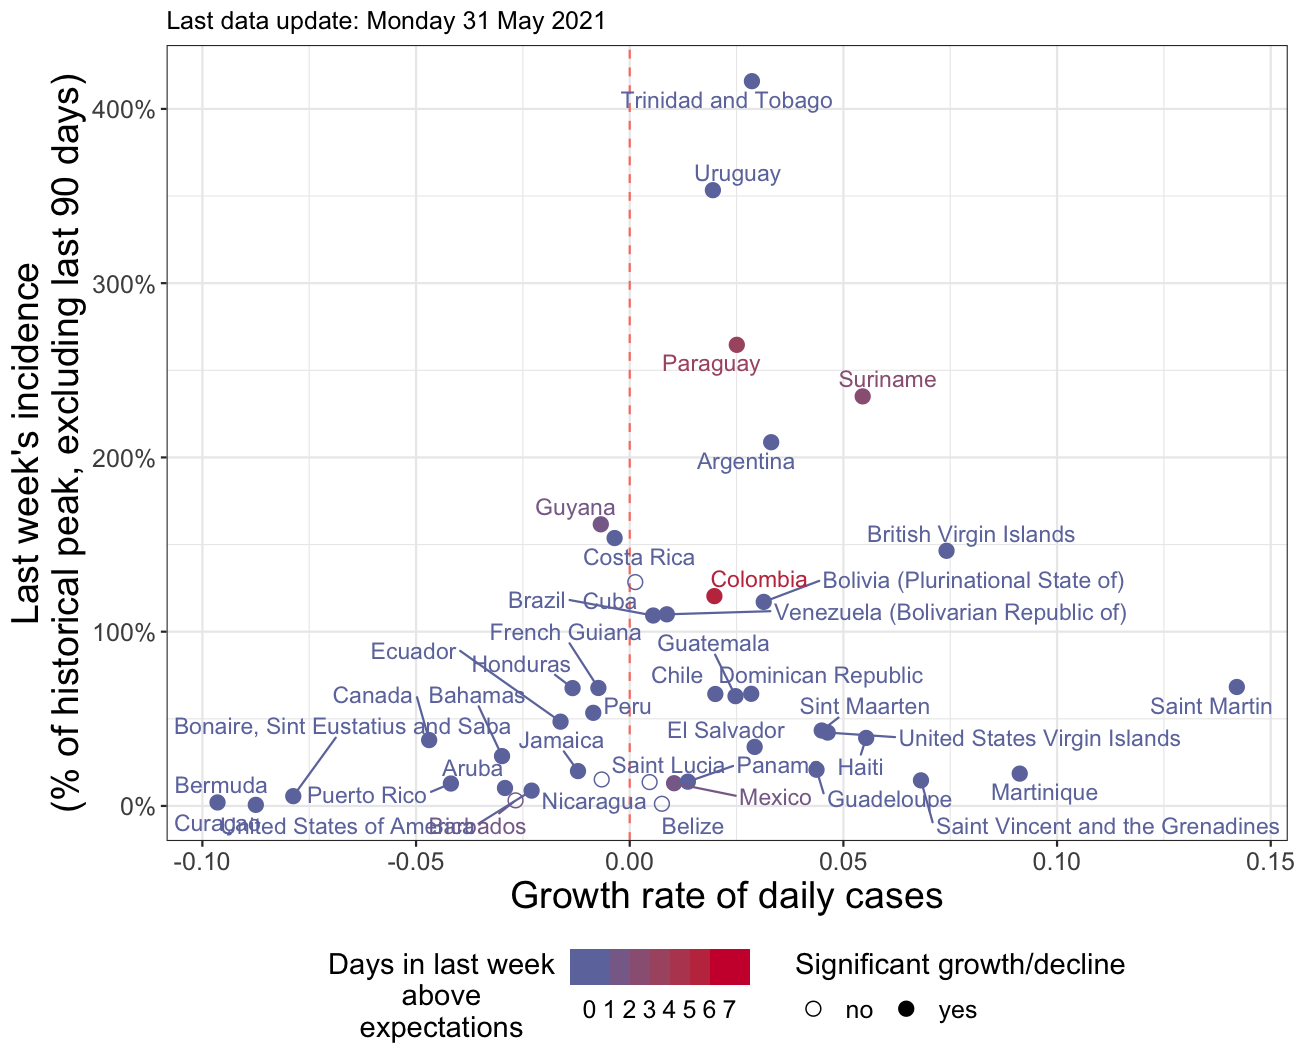 Last data update: Monday 31 May 2021
Last week's incidence
(% of historical peak, excluding last 90 days)
400%
300%
200%
100%
0%
Trinidad and Tobago
Uruguay
Paraguay
Suriname
Argentina
Guyana
British Virgin Islands
Costa Rica
Colombia
Bolivia (Plurinational State of)
Brazil
Cuba
Venezuela (Bolivarian Republic of)
French Guiana
Guatemala
Ecuador
Honduras
Chile
Dominican Republic
Canada
Bahamas
Peru
Sint Maarten
Saint Martin
Bonaire, Sint Eustatius and Saba
El Salvador
Jamaica
United States Virgin Islands
Aruba
Saint Lucia
Panama
Haiti
Bermuda
Puerto Rico
Nicaragua
Mexico
Guadeloupe
Martinique
Curaçao
United States of America
Barbados
Belize
Saint Vincent and the Grenadines
-0.10
-0.05
0.00
0.05
0.10
0.15
Growth rate of daily cases
Days in last week
above
expectations
0 1 2 3 4 5 6 7
Significant growth/decline
no
yes